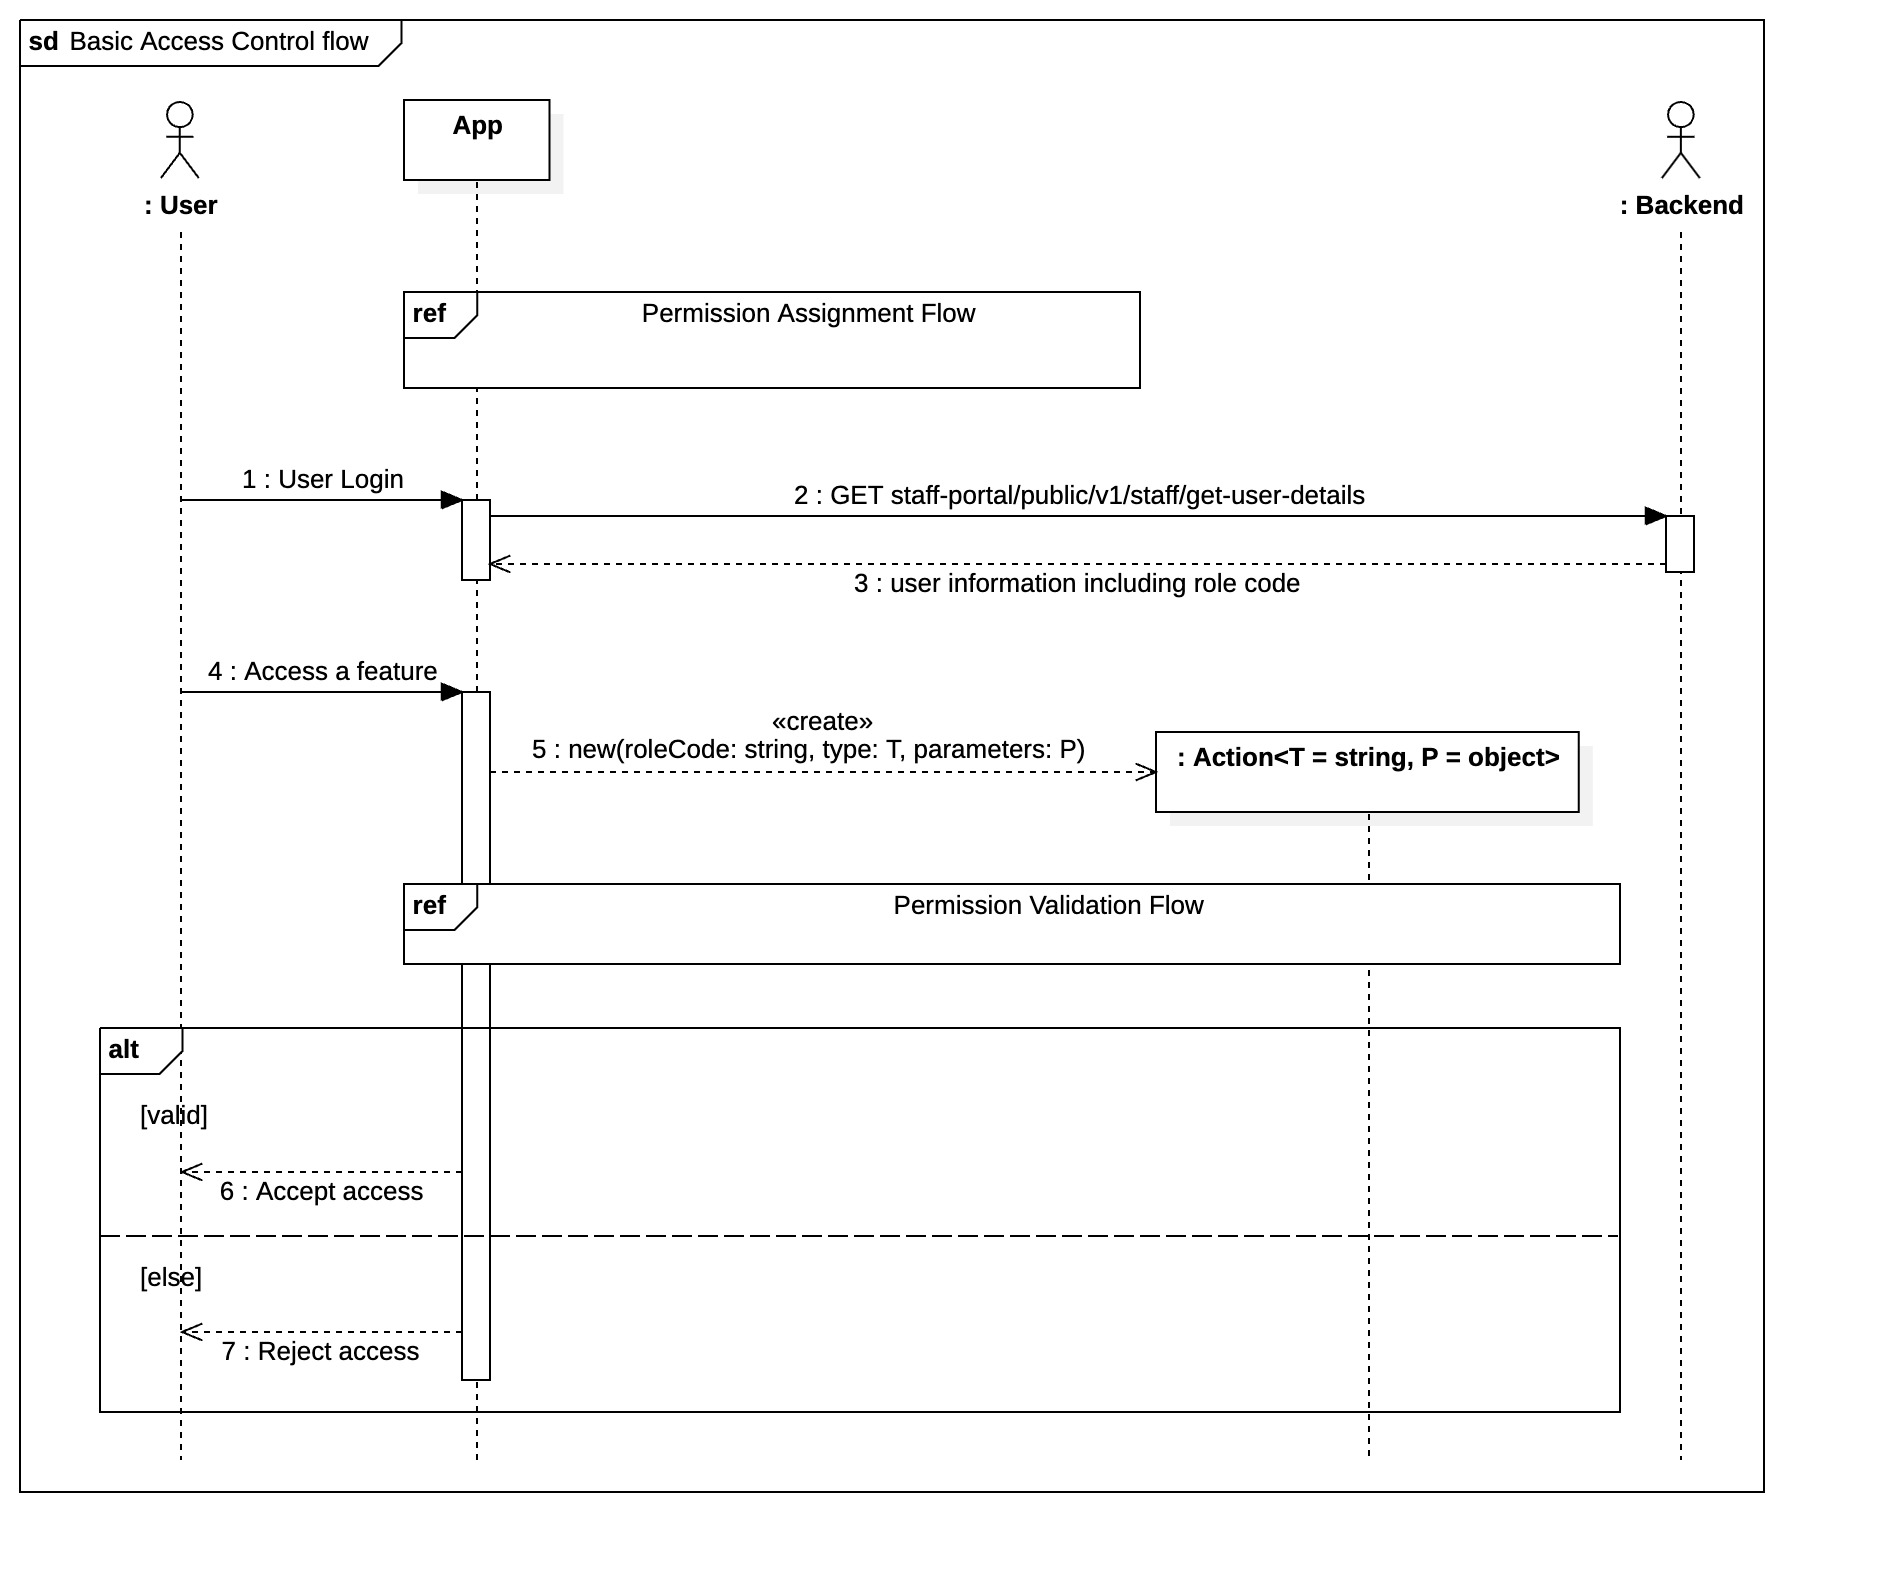 sd Basic Access Control flow
App
: User
: Backend
ref Permission Assignment Flow
1 : User Login
2 : GET staff-portal/public/v1/staff/get-user-details
3 : user information including role code
4 : Access a feature
«create»
5 : new(roleCode: string, type: T, parameters: P)
: Action<T = string, P = object>
ref Permission Validation Flow
alt
[valid]
6 : Accept access
[else]
7 : Reject access